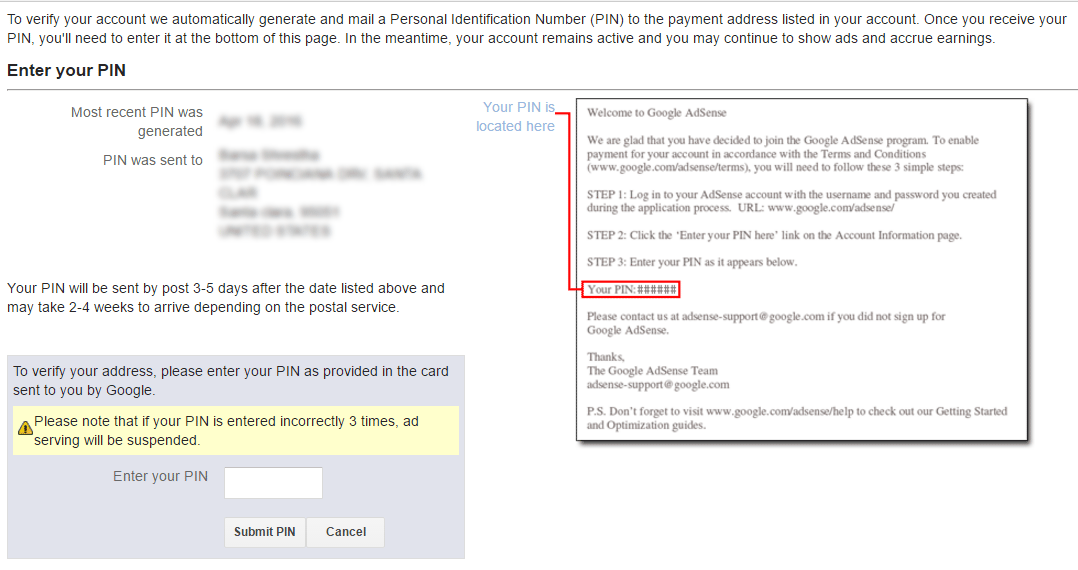 To verify your account we automatically generate and mail a Personal Identification Number (PIN) to the payment address listed in your account. Once you receive your
PIN, you'll need to enter it at the bottom of this page. In the meantime, your account remains active and you may continue to show ads and accrue earnings.
Enter your PIN
Most recent PIN was
generated
PIN was sent to
Your PIN will be sent by post 3-5 days after the date listed above and
may take 2-4 weeks to arrive depending on the postal service.
To verify your address, please enter your PIN as provided in the card
sent to you by Google.
Please note that if your PIN is entered incorrectly 3 times, ad
serving will be suspended.
Enter your PIN
Submit PIN
Cancel
Your PIN is
located here
Welcome to Google AdSense
We are glad that you have decided to join the Google AdSense program. To enable
payment for your account in accordance with the Terms and Conditions
(www.google.com/adsense/terms), you will need to follow these 3 simple steps:
STEP 1: Log in to your AdSense account with the username and password you created
during the application process. URL: www.google.com/adsense/
STEP 2: Click the 'Enter your PIN here' link on the Account Information page.
STEP 3: Enter your PIN as it appears below.
Your PIN:######
Please contact us at adsense-support@google.com if you did not sign up for
Google AdSense.
Thanks,
The Google AdSense Team
adsense-support@google.com
P.S. Don't forget to visit www.google.com/adsense/help to check out our Getting Started
and Optimization guides.